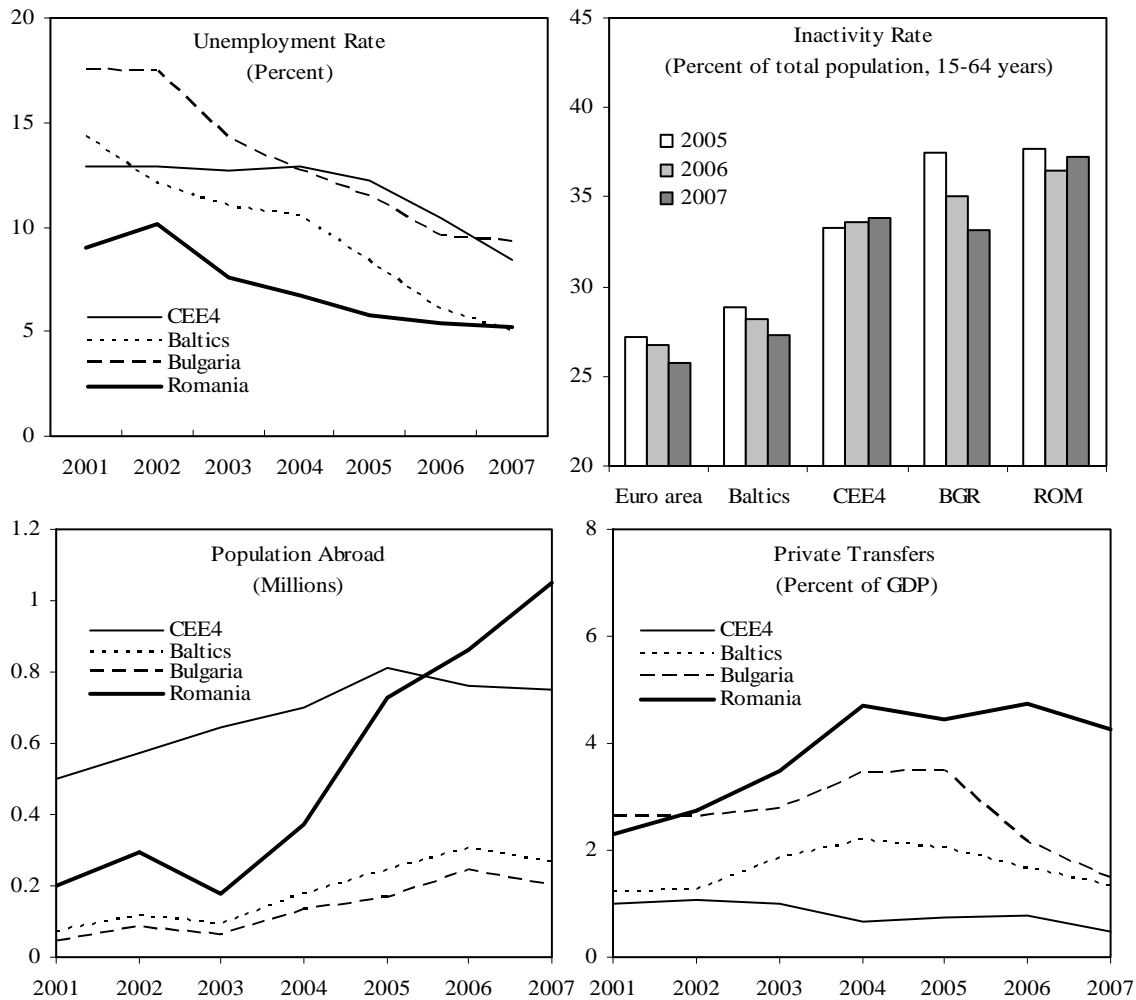 Unemployment Rate
(Percent)
20
15
10
5
0
CEE4
Baltics
Bulgaria
Romania
2001 2002 2003 2004 2005 2006 2007
Inactivity Rate
(Percent of total population, 15-64 years)
45
40
35
30
25
20
2005
2006
2007
Euro area Baltics CEE4 BGR ROM
Population Abroad
(Millions)
1.2
1
0.8
0.6
0.4
0.2
0
CEE4
Baltics
Bulgaria
Romania
2001 2002 2003 2004 2005 2006 2007
Private Transfers
(Percent of GDP)
8
6
4
2
0
CEE4
Baltics
Bulgaria
Romania
2001 2002 2003 2004 2005 2006 2007